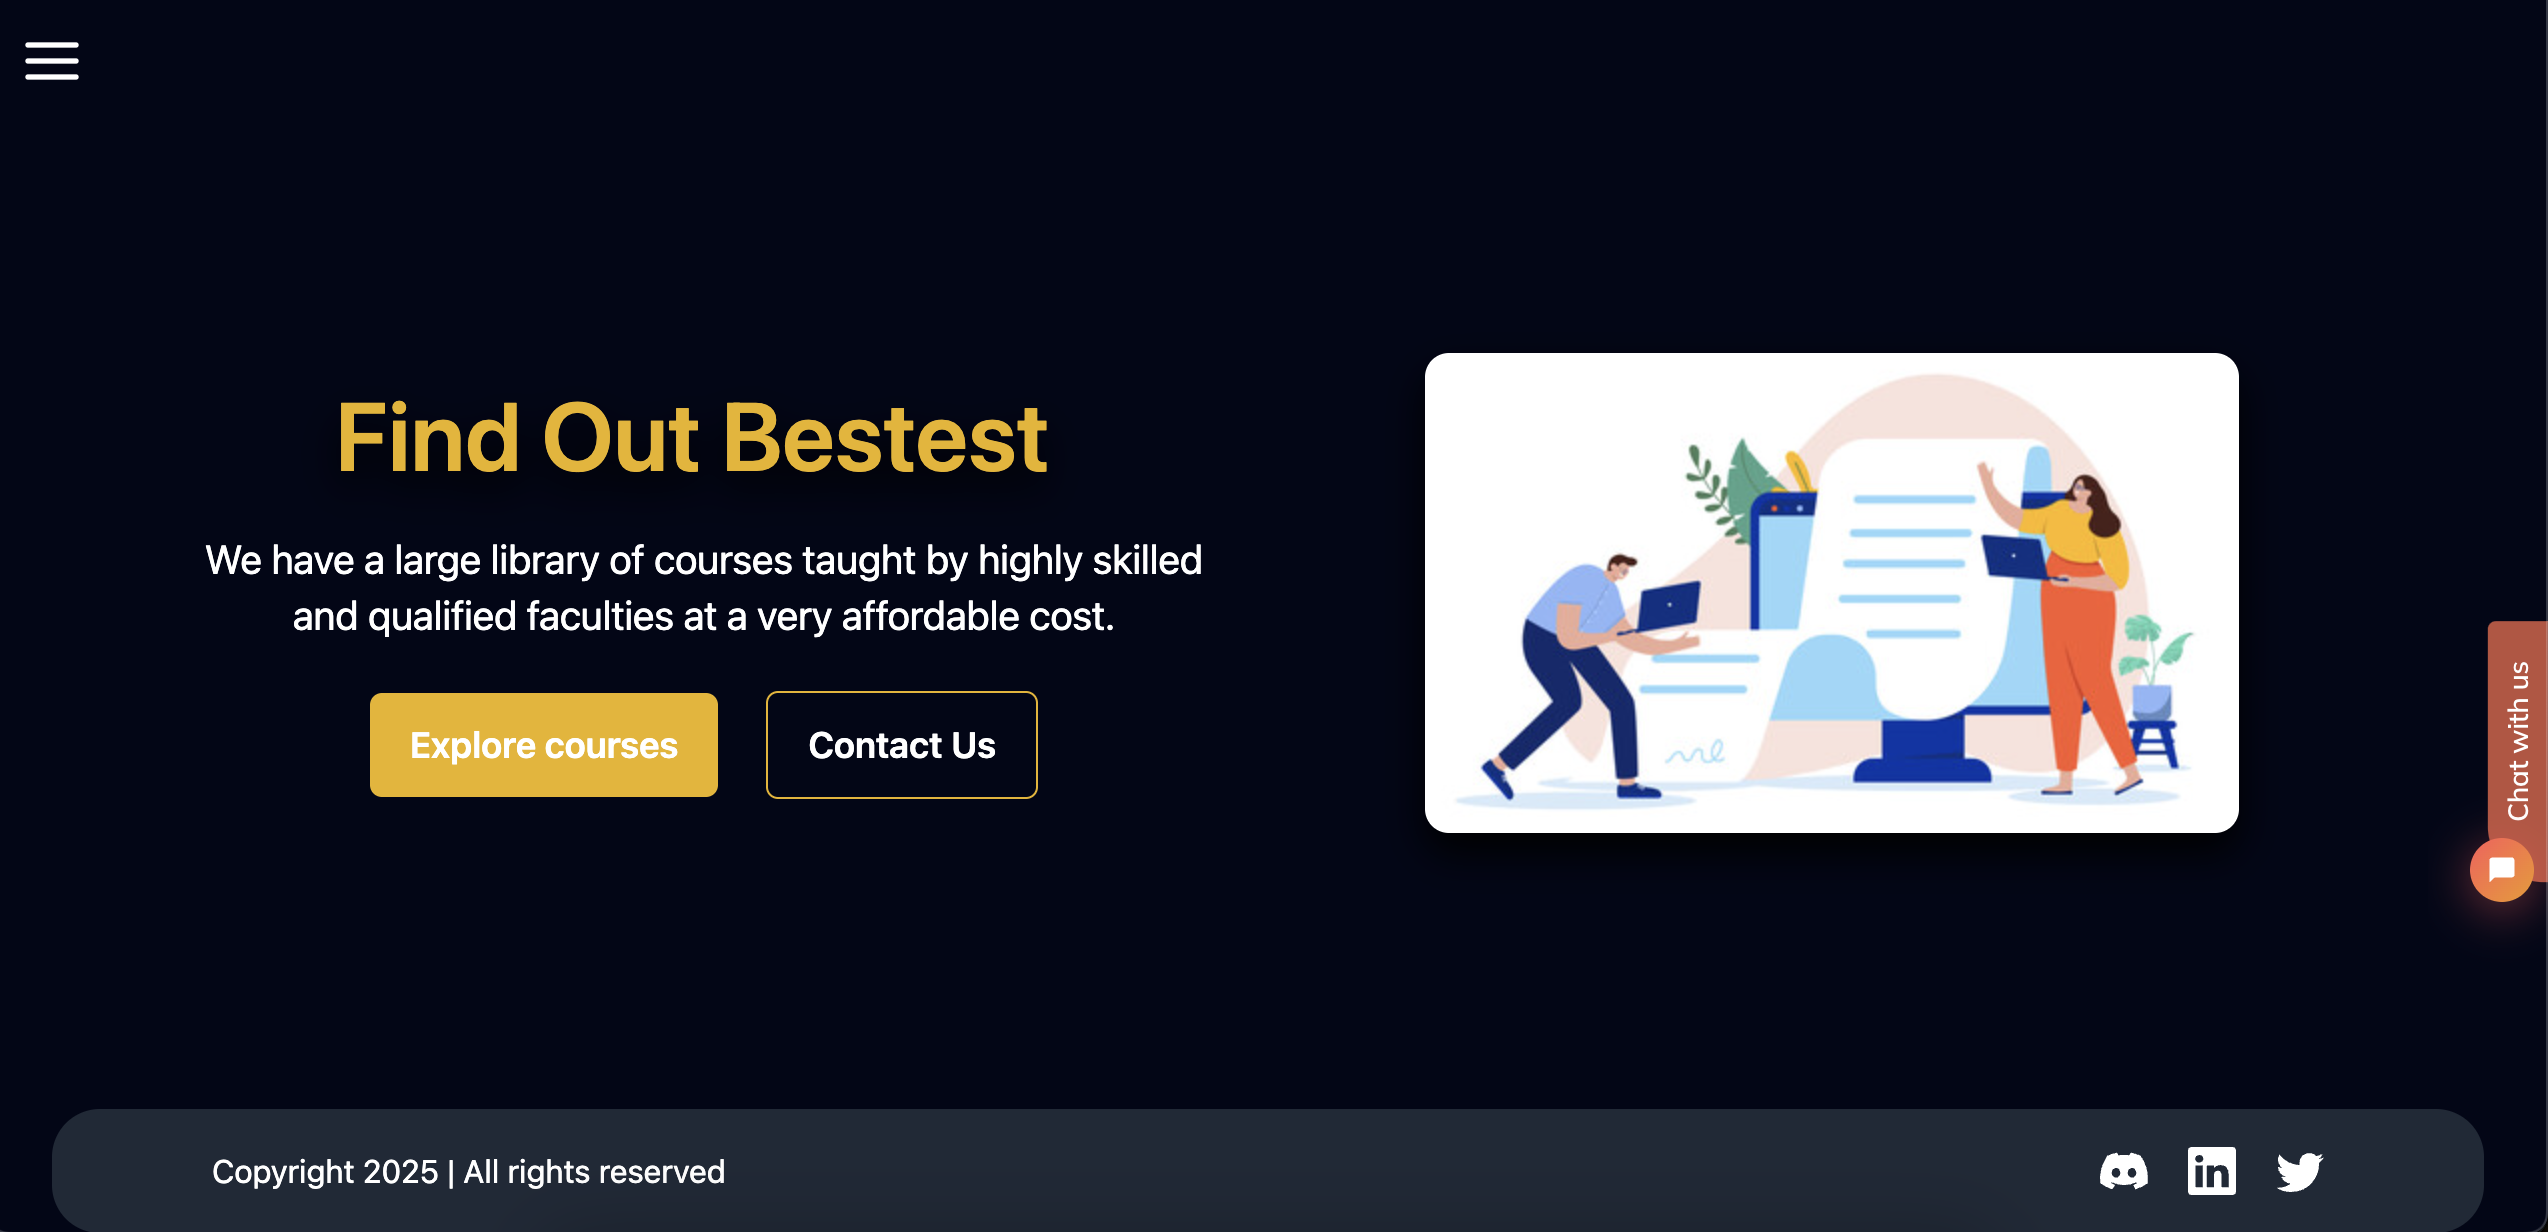 Find Out Bestest
We have a large library of courses taught by highly skilled
and qualified faculties at a very affordable cost.
Explore courses
Contact Us
Chat with us
Copyright 2025 | All rights reserved
in